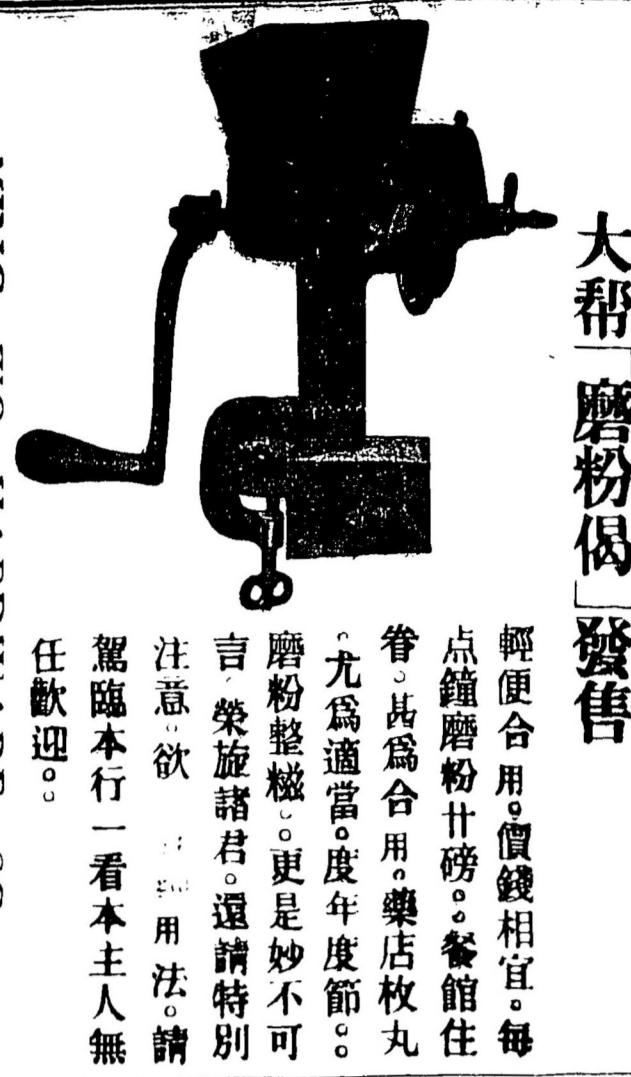 大帮「磨粉偈」發售
輕便合用。價錢相宜。每
点鐘磨粉廿磅。。餐館住
眷。甚爲合用。藥店枚丸
。尤爲適當。度年度節。。
磨粉整糍。。更是妙不可
言。榮旋諸君。還請特別
注意。欲用法。請
駕臨本行一看本主人無
任歡迎。。